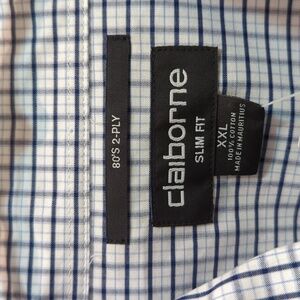 80'S 2-PLY
claiborne
SLIM FIT
XXL
100% COTTON
MADE IN MAURITIUS